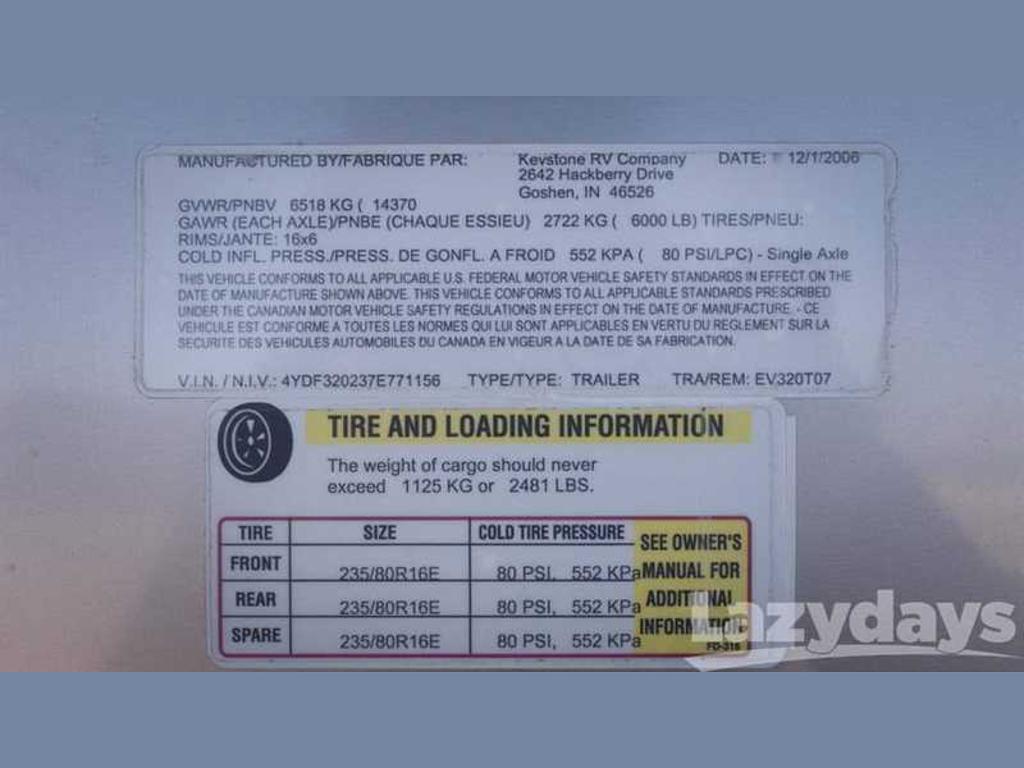 MANUFACTURED BY/FABRIQUE PAR: Keystone RV Company DATE: 12/1/2006
2642 Hackberry Drive
Goshen, IN 46526
GVWR/PNBV 6518 KG ( 14370
GAWR (EACH AXLE)/PNBE (CHAQUE ESSIEU) 2722 KG ( 6000 LB) TIRES/PNEU:
RIMS/JANTE: 16x6
COLD INFL. PRESS./PRESS. DE GONFL. A FROID 552 KPA ( 80 PSI/LPC) - Single Axle
THIS VEHICLE CONFORMS TO ALL APPLICABLE U.S. FEDERAL MOTOR VEHICLE SAFETY STANDARDS IN EFFECT ON THE
DATE OF MANUFACTURE SHOWN ABOVE. THIS VEHICLE CONFORMS TO ALL APPLICABLE STANDARDS PRESCRIBED
UNDER THE CANADIAN MOTOR VEHICLE SAFETY REGULATIONS IN EFFECT ON THE DATE OF MANUFACTURE. - CE
VEHICULE EST CONFORME A TOUTES LES NORMES QUI LUI SONT APPLICABLES EN VERTU DU REGLEMENT SUR LA
SECURITE DES VEHICULES AUTOMOBILES DU CANADA EN VIGEUR A LA DATE DE SA FABRICATION.
V.I.N. / N.I.V.: 4YDF320237E771156 TYPE/TYPE: TRAILER TRA/REM: EV320T07
TIRE AND LOADING INFORMATION
The weight of cargo should never
exceed 1125 KG or 2481 LBS.
TIRE SIZE COLD TIRE PRESSURE
FRONT 235/80R16E 80 PSI, 552 KPa
REAR 235/80R16E 80 PSI, 552 KPa
SPARE 235/80R16E 80 PSI, 552 KPa
SEE OWNER'S
MANUAL FOR
ADDITIONAL
INFORMATION
FD-316
Lazydays